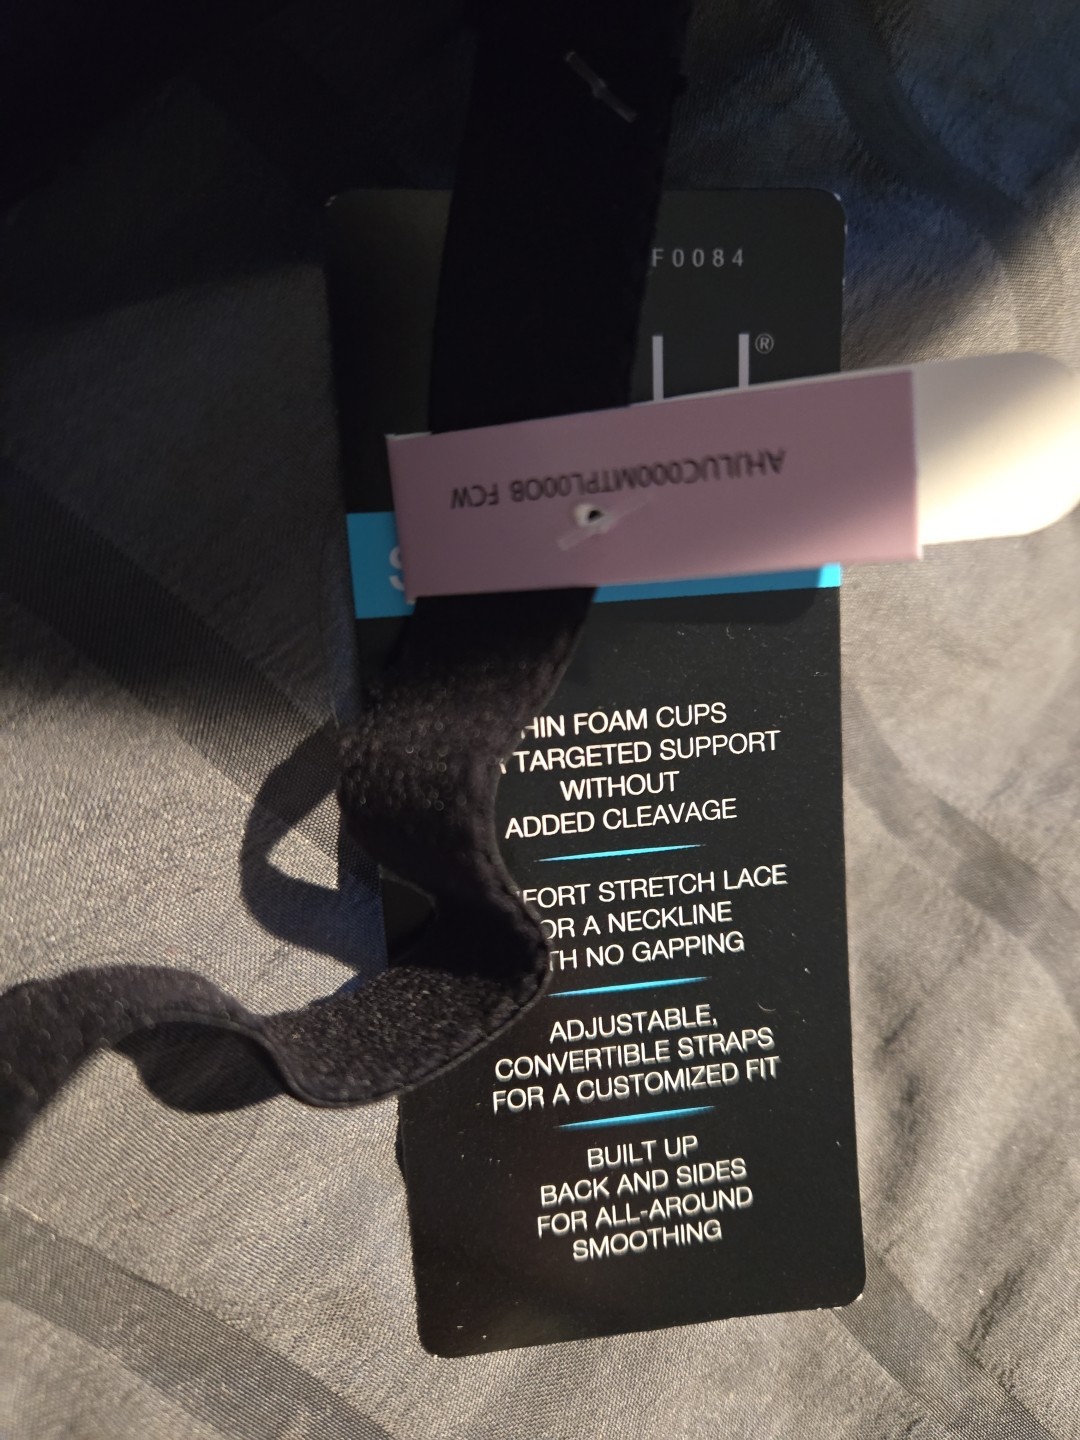 F0084
®
AHJLUC000MTPL000B FCW
S
HIN FOAM CUPS
TARGETED SUPPORT
WITHOUT
ADDED CLEAVAGE
FORT STRETCH LACE
OR A NECKLINE
TH NO GAPPING
ADJUSTABLE,
CONVERTIBLE STRAPS
FOR A CUSTOMIZED FIT
BUILT UP
BACK AND SIDES
FOR ALL-AROUND
SMOOTHING